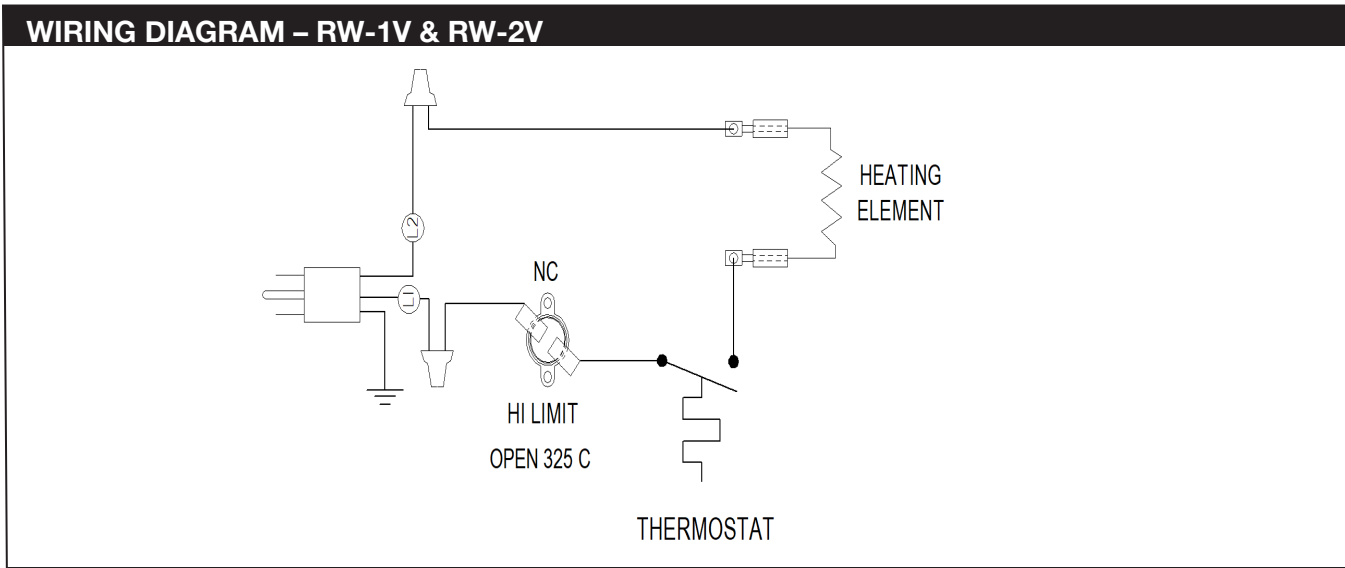 WIRING DIAGRAM – RW-1V & RW-2V
HEATING
ELEMENT
L2
L1
NC
HI LIMIT
OPEN 325 C
THERMOSTAT